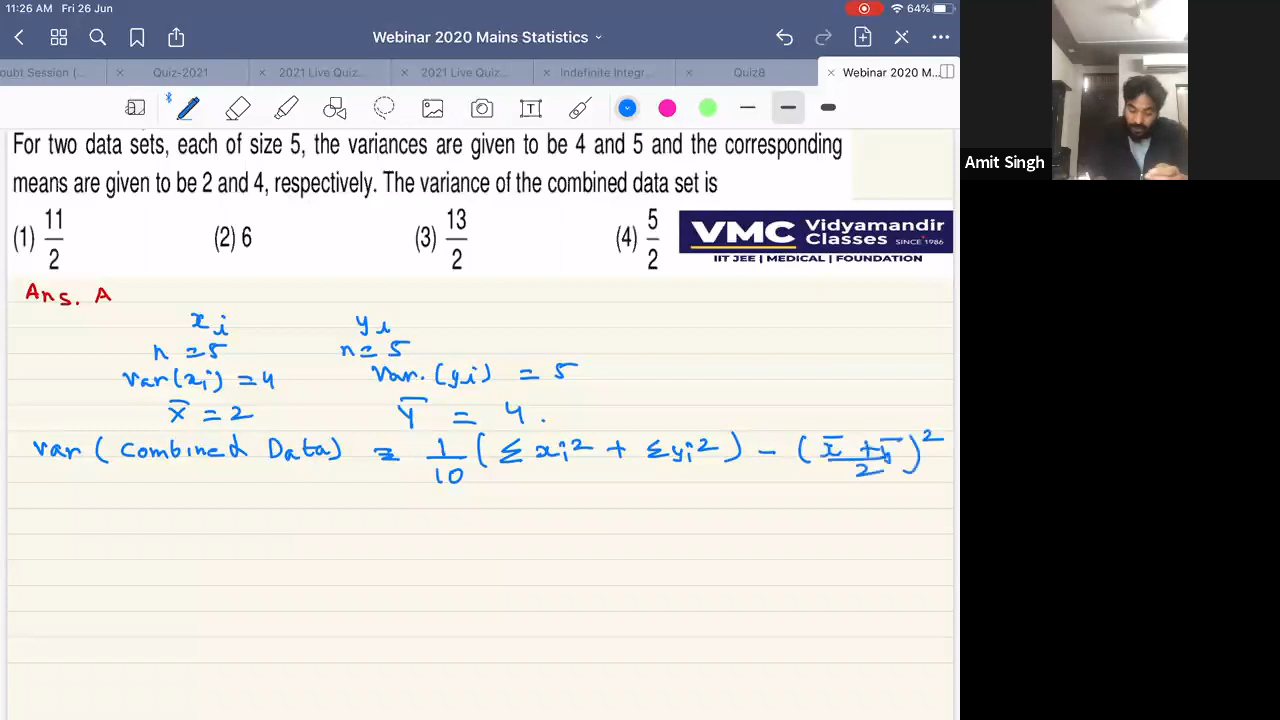 11:26 AM Fri 26 Jun
64%
Webinar 2020 Mains Statistics
oubt Session (...
Quiz-2021
2021 Live Quiz...
2021 Live Quiz...
Indefinite Integr...
Quiz8
Webinar 2020 M...
For two data sets, each of size 5, the variances are given to be 4 and 5 and the corresponding
means are given to be 2 and 4, respectively. The variance of the combined data set is
(1) 11/2 (2) 6 (3) 13/2 (4) 5/2
VMC Vidyamandir Classes SINCE 1986
IIT JEE | MEDICAL | FOUNDATION
Ans. A
xi yi
n = 5 n = 5
var(xi) = 4 Var. (yi) = 5
x̄ = 2 Ȳ = 4.
var ( Combined Data) = 1/10 ( Σ xi² + Σyi² ) - ( (x̄ + ȳ)/2 )²
Amit Singh